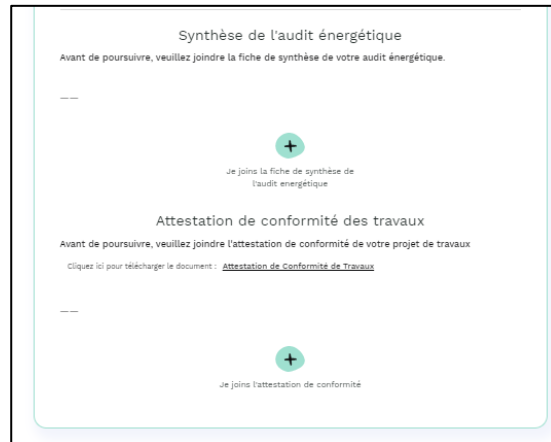 Synthèse de l'audit énergétique
Avant de poursuivre, veuillez joindre la fiche de synthèse de votre audit énergétique.
Je joins la fiche de synthèse de
l'audit energétique
Attestation de conformité des travaux
Avant de poursuivre, veuillez joindre l'attestation de conformité de votre projet de travaux
Cliquez ici pour télécharger le document : Attestation de Conformité de Travaux
Je joins l'attestation de conformité